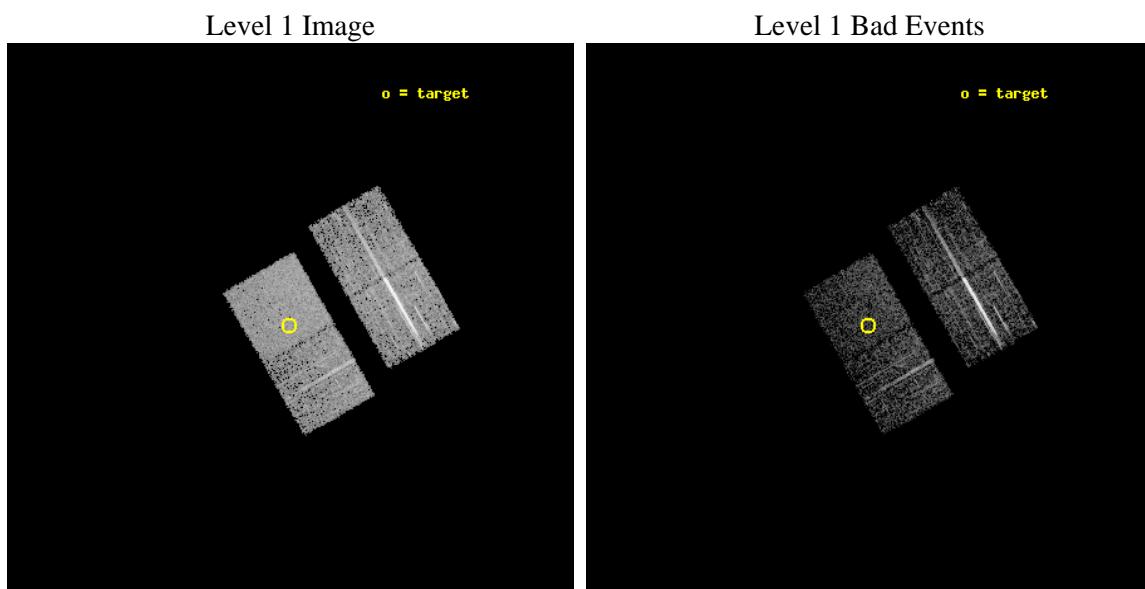 Level 1 Image
Level 1 Bad Events
o = target
o = target